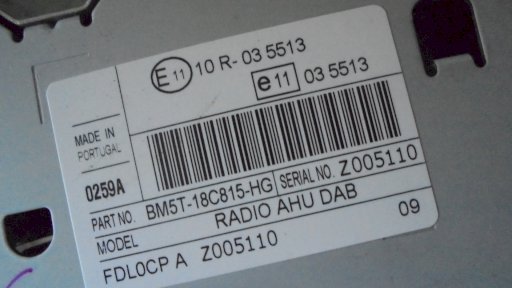 E 11 10 R- 03 5513
e11 03 5513
MADE IN
PORTUGAL
0259A
PART NO. BM5T-18C815-HG SERIAL NO. Z005110
MODEL RADIO AHU DAB
FDL0CP A Z005110 09